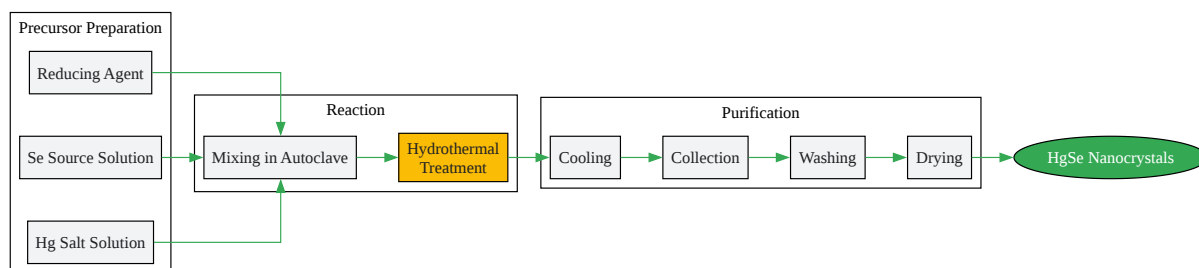 Precursor Preparation
Reducing Agent
Se Source Solution
Hg Salt Solution
Reaction
Mixing in Autoclave
Hydrothermal
Treatment
Purification
Cooling
Collection
Washing
Drying
HgSe Nanocrystals